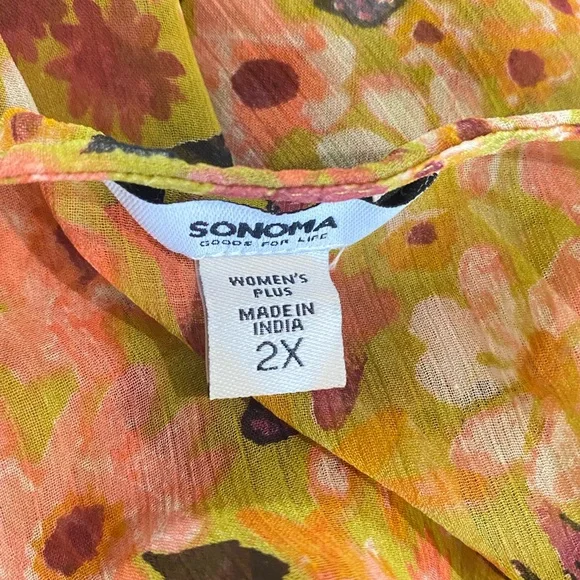 SONOMA
GOODS FOR LIFE
WOMEN'S
PLUS
MADE IN
INDIA
2X